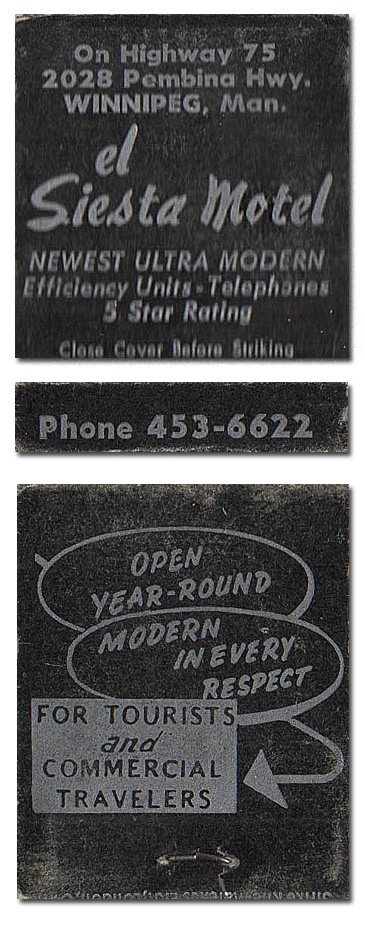 On Highway 75
2028 Pembina Hwy.
WINNIPEG, Man.
el
Siesta Motel
NEWEST ULTRA MODERN
Efficiency Units - Telephones
5 Star Rating
Close Cover Before Striking
Phone 453-6622
OPEN
YEAR-ROUND
MODERN
IN EVERY
RESPECT
FOR TOURISTS
and
COMMERCIAL
TRAVELERS